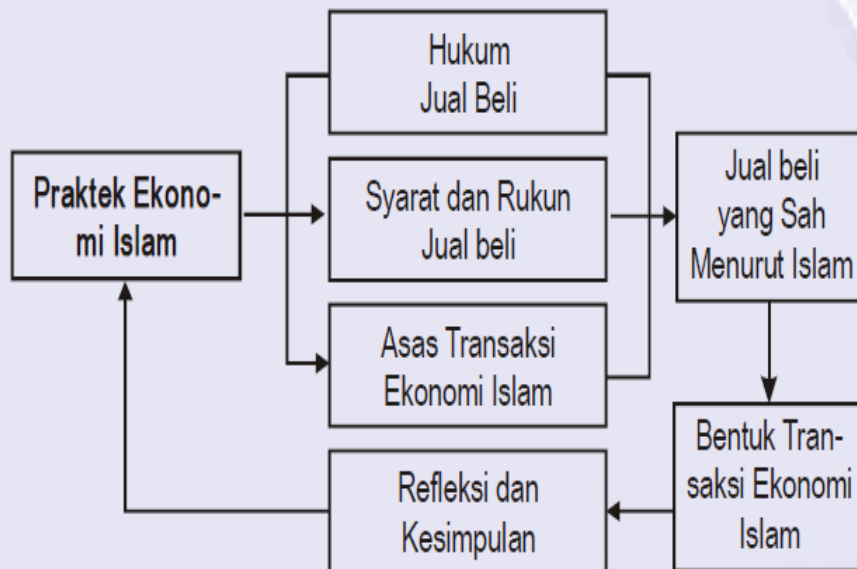 Hukum
Jual Beli
Praktek Ekono-
mi Islam
Syarat dan Rukun
Jual beli
Jual beli
yang Sah
Menurut Islam
Asas Transaksi
Ekonomi Islam
Bentuk Tran-
saksi Ekonomi
Islam
Refleksi dan
Kesimpulan